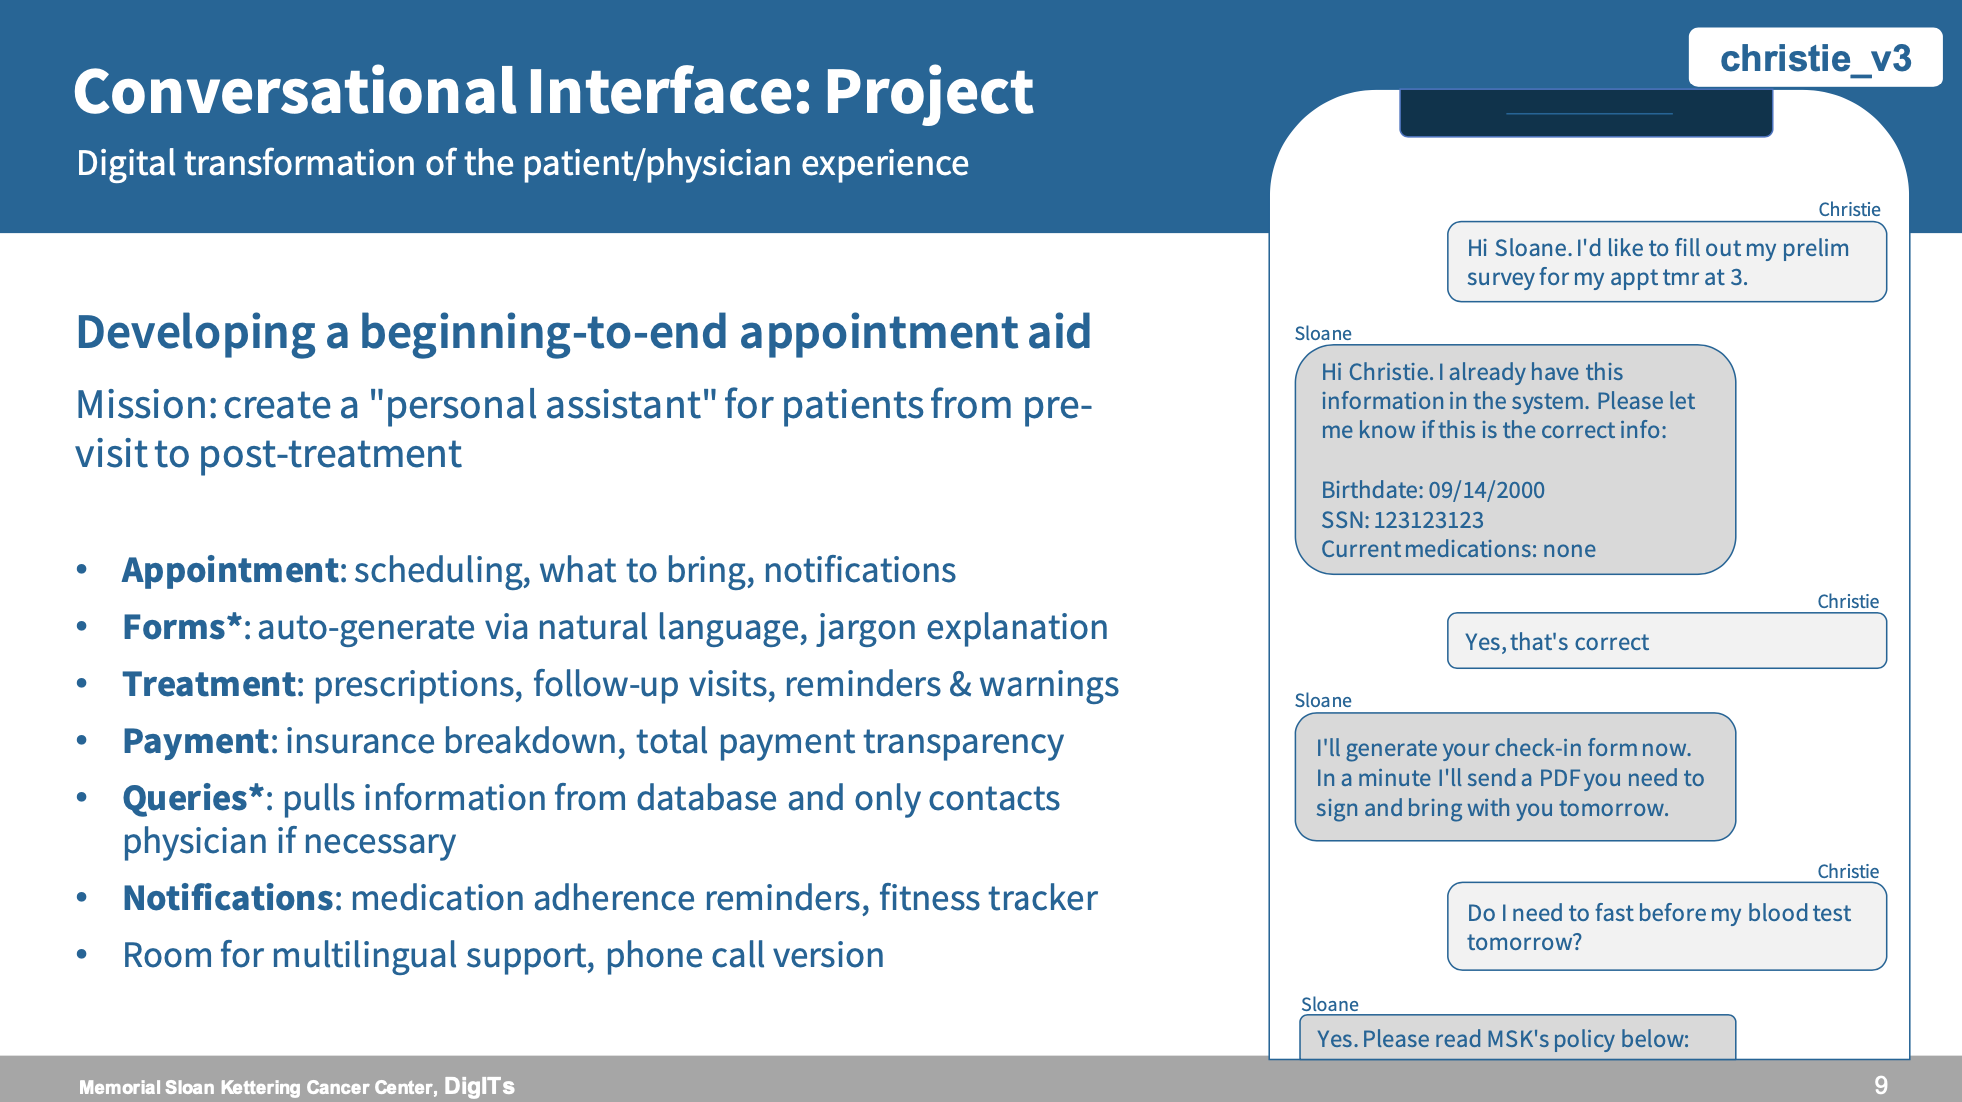 christie_v3
Conversational Interface: Project
Digital transformation of the patient/physician experience
Developing a beginning-to-end appointment aid
Mission: create a "personal assistant" for patients from pre-
visit to post-treatment
• Appointment: scheduling, what to bring, notifications
• Forms*: auto-generate via natural language, jargon explanation
• Treatment: prescriptions, follow-up visits, reminders & warnings
• Payment: insurance breakdown, total payment transparency
• Queries*: pulls information from database and only contacts
physician if necessary
• Notifications: medication adherence reminders, fitness tracker
• Room for multilingual support, phone call version
Christie
Hi Sloane. I'd like to fill out my prelim
survey for my appt tmr at 3.
Sloane
Hi Christie. I already have this
information in the system. Please let
me know if this is the correct info:
Birthdate: 09/14/2000
SSN: 123123123
Current medications: none
Christie
Yes, that's correct
Sloane
I'll generate your check-in form now.
In a minute I'll send a PDF you need to
sign and bring with you tomorrow.
Christie
Do I need to fast before my blood test
tomorrow?
Sloane
Yes. Please read MSK's policy below:
Memorial Sloan Kettering Cancer Center, DigITs
9